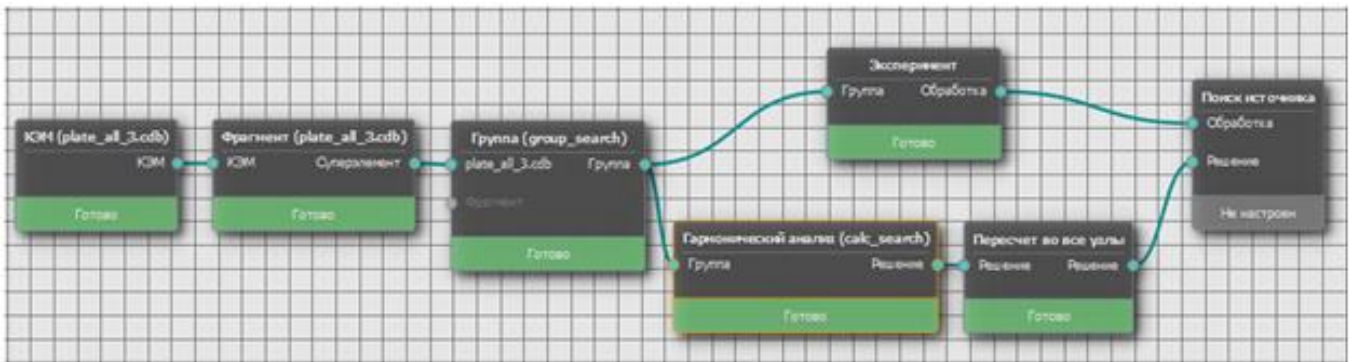 КЭМ (plate_all_3.cdb)
КЭМ
Готово
Фрагмент (plate_all_3.cdb)
КЭМ Суперэлемент
Готово
Группа (group_search)
plate_all_3.cdb Группа
Фрагмент
Готово
Эксперимент
Группа Обработка
Готово
Гармонический анализ (calc_search)
Группа Решение
Готово
Пересчет во все узлы
Решение Решение
Готово
Поиск источника
Обработка
Решение
Не настроен